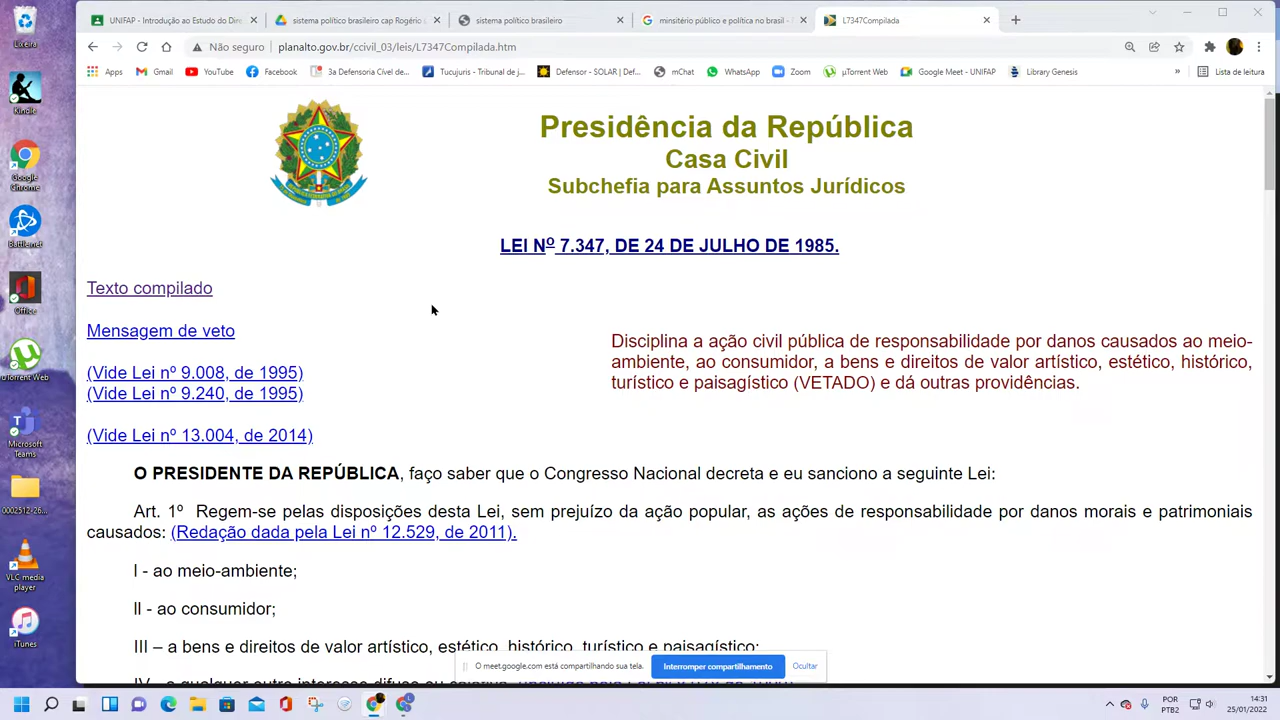 UNIFAP - Introdução ao Estudo do Dire
sistema político brasileiro cap Rogério
sistema político brasileiro
minsitério público e política no brasil -
L7347Compilada
Não seguro
planalto.gov.br/ccivil_03/leis/L7347Compilada.htm
Apps
Gmail
YouTube
Facebook
3a Defensoria Cível de...
Tucujuris - Tribunal de j...
Defensor - SOLAR | Def...
mChat
WhatsApp
Zoom
µTorrent Web
Google Meet - UNIFAP
Library Genesis
»
Lista de leitura
Lixeira
Kindle
Google Chrome
Battle.net
Office
µTorrent Web
Microsoft Teams
0002512-26...
VLC media player
iTunes
Presidência da República
Casa Civil
Subchefia para Assuntos Jurídicos
LEI Nº 7.347, DE 24 DE JULHO DE 1985.
Texto compilado
Mensagem de veto
(Vide Lei nº 9.008, de 1995)
(Vide Lei nº 9.240, de 1995)
(Vide Lei nº 13.004, de 2014)
Disciplina a ação civil pública de responsabilidade por danos causados ao meio-
ambiente, ao consumidor, a bens e direitos de valor artístico, estético, histórico,
turístico e paisagístico (VETADO) e dá outras providências.
O PRESIDENTE DA REPÚBLICA, faço saber que o Congresso Nacional decreta e eu sanciono a seguinte Lei:
Art. 1º Regem-se pelas disposições desta Lei, sem prejuízo da ação popular, as ações de responsabilidade por danos morais e patrimoniais
causados: (Redação dada pela Lei nº 12.529, de 2011).
I - ao meio-ambiente;
II - ao consumidor;
III – a bens e direitos de valor artístico, estético, histórico, turístico e paisagístico;
O meet.google.com está compartilhando sua tela.
Interromper compartilhamento
Ocultar
POR
PTB2
14:31
25/01/2022